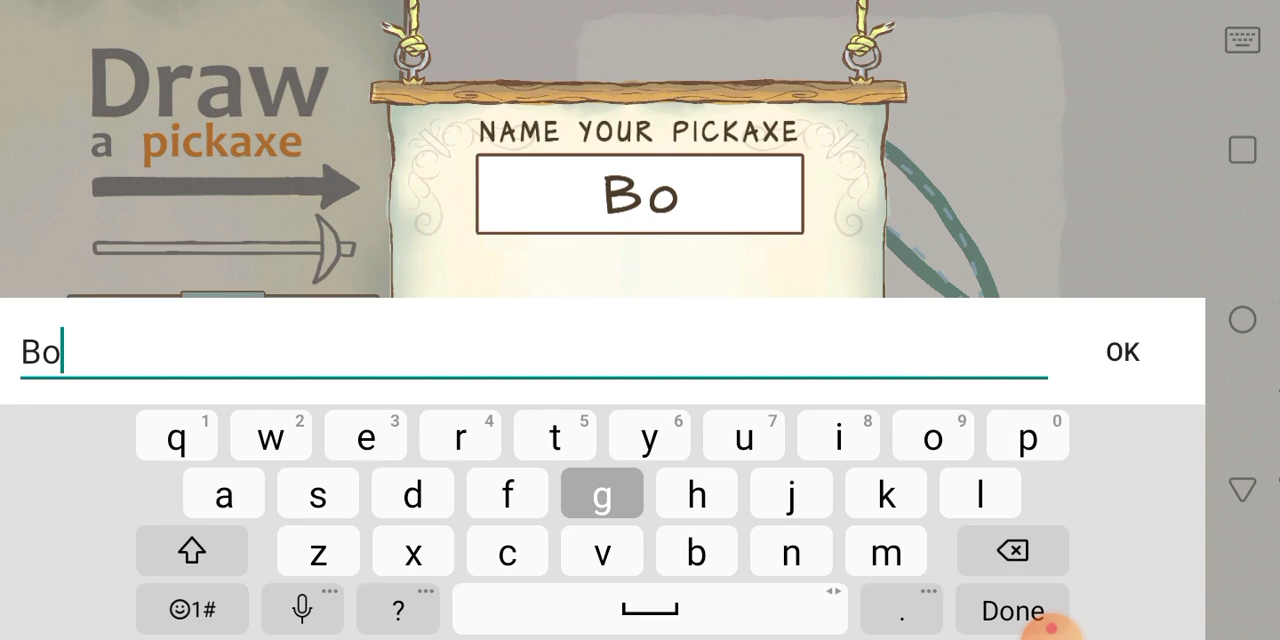 Draw
a pickaxe
NAME YOUR PICKAXE
Bo
Bo
OK
q 1 w 2 e 3 r 4 t 5 y 6 u 7 i 8 o 9 p 0
a s d f g h j k l
z x c v b n m
1# ? . Done